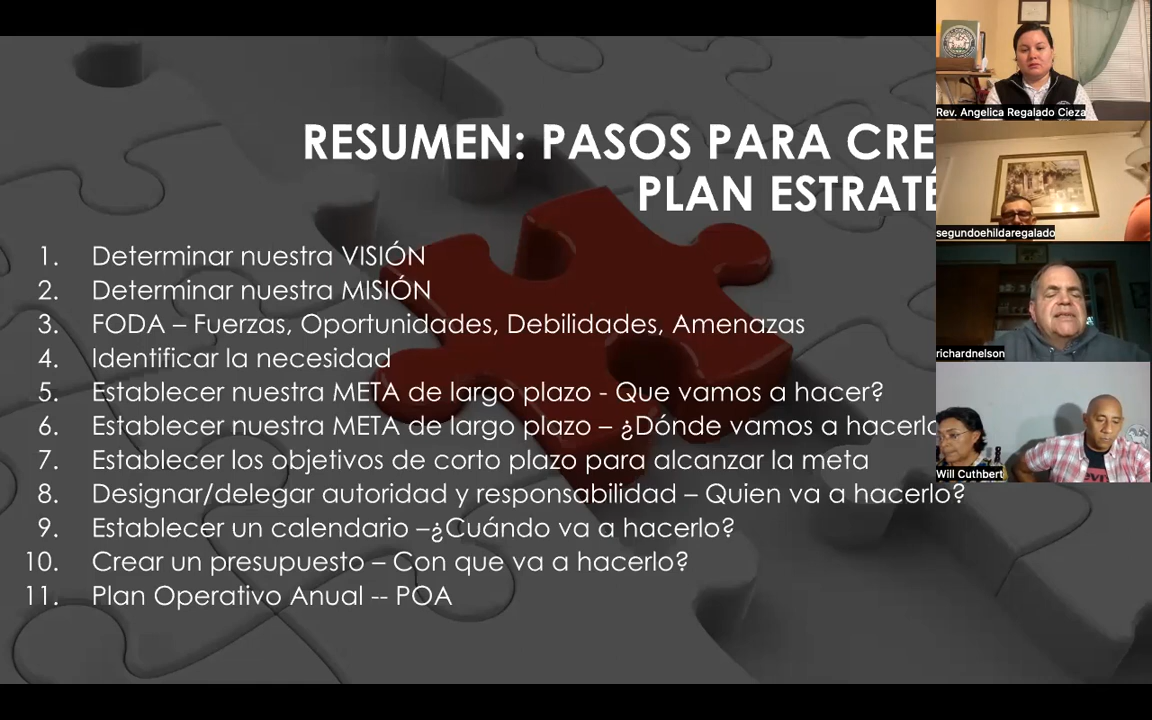 RESUMEN: PASOS PARA
PLAN
1. Determinar nuestra VISIÓN
2. Determinar nuestra MISIÓN
3. FODA – Fuerzas, Oportunidades, Debilidades, Amenazas
4. Identificar la necesidad
5. Establecer nuestra META de largo plazo - Que vamos a hacer?
6. Establecer nuestra META de largo plazo – ¿Dónde vamos a
7. Establecer los objetivos de corto plazo para alcanzar la meta
8. Designar/delegar autoridad y responsabilidad – Quien va a hacerlo?
9. Establecer un calendario –¿Cuándo va a hacerlo?
10. Crear un presupuesto – Con que va a hacerlo?
11. Plan Operativo Anual -- POA
Rev. Angelica Regalado Cieza
segundoehildaregalado
richardnelson
Will Cuthbert